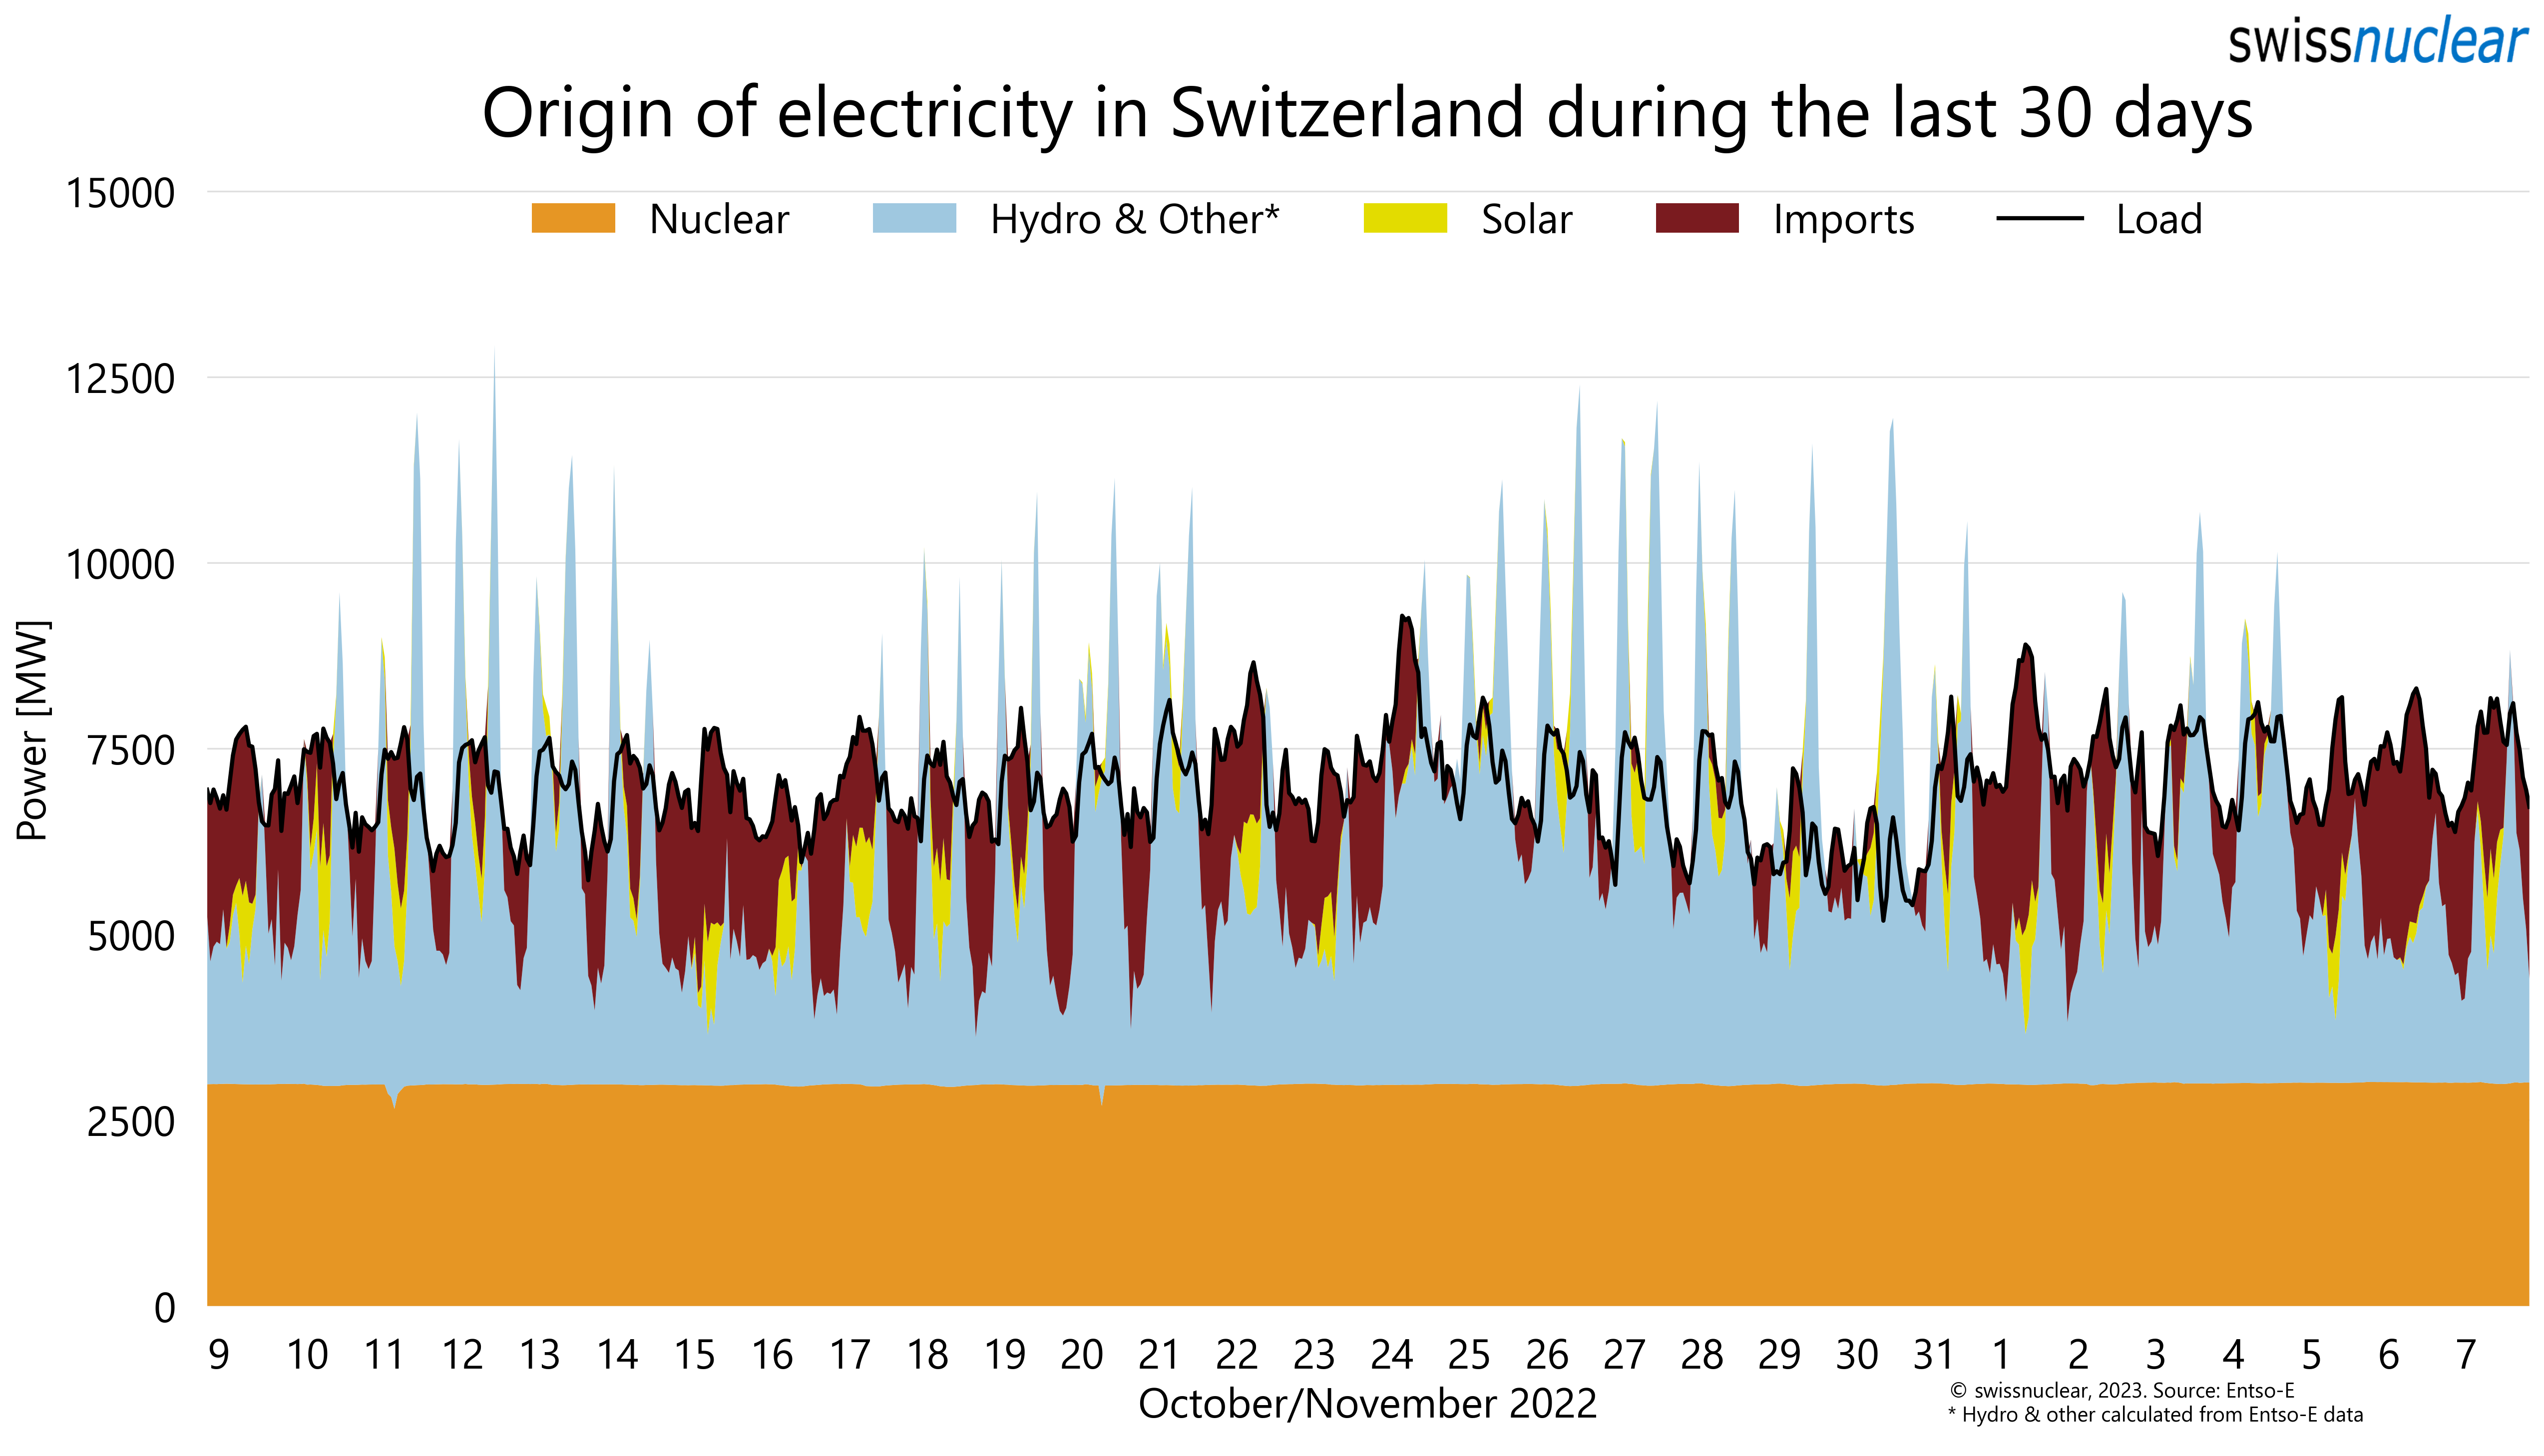 swissnuclear
Origin of electricity in Switzerland during the last 30 days
15000
Nuclear Hydro & Other* Solar Imports Load
12500
10000
7500
5000
2500
0
Power [MW]
9 10 11 12 13 14 15 16 17 18 19 20 21 22 23 24 25 26 27 28 29 30 31 1 2 3 4 5 6 7
October/November 2022
© swissnuclear, 2023. Source: Entso-E
* Hydro & other calculated from Entso-E data